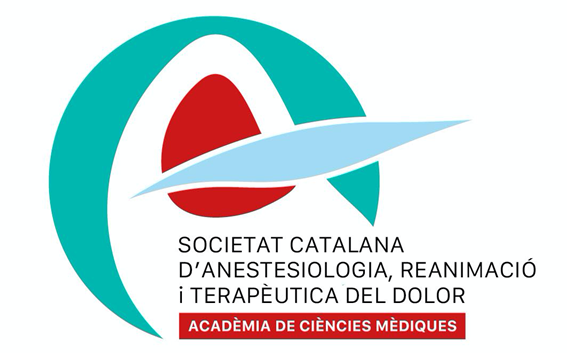 SOCIETAT CATALANA
D'ANESTESIOLOGIA, REANIMACIÓ
i TERAPÈUTICA DEL DOLOR
ACADÈMIA DE CIÈNCIES MÈDIQUES